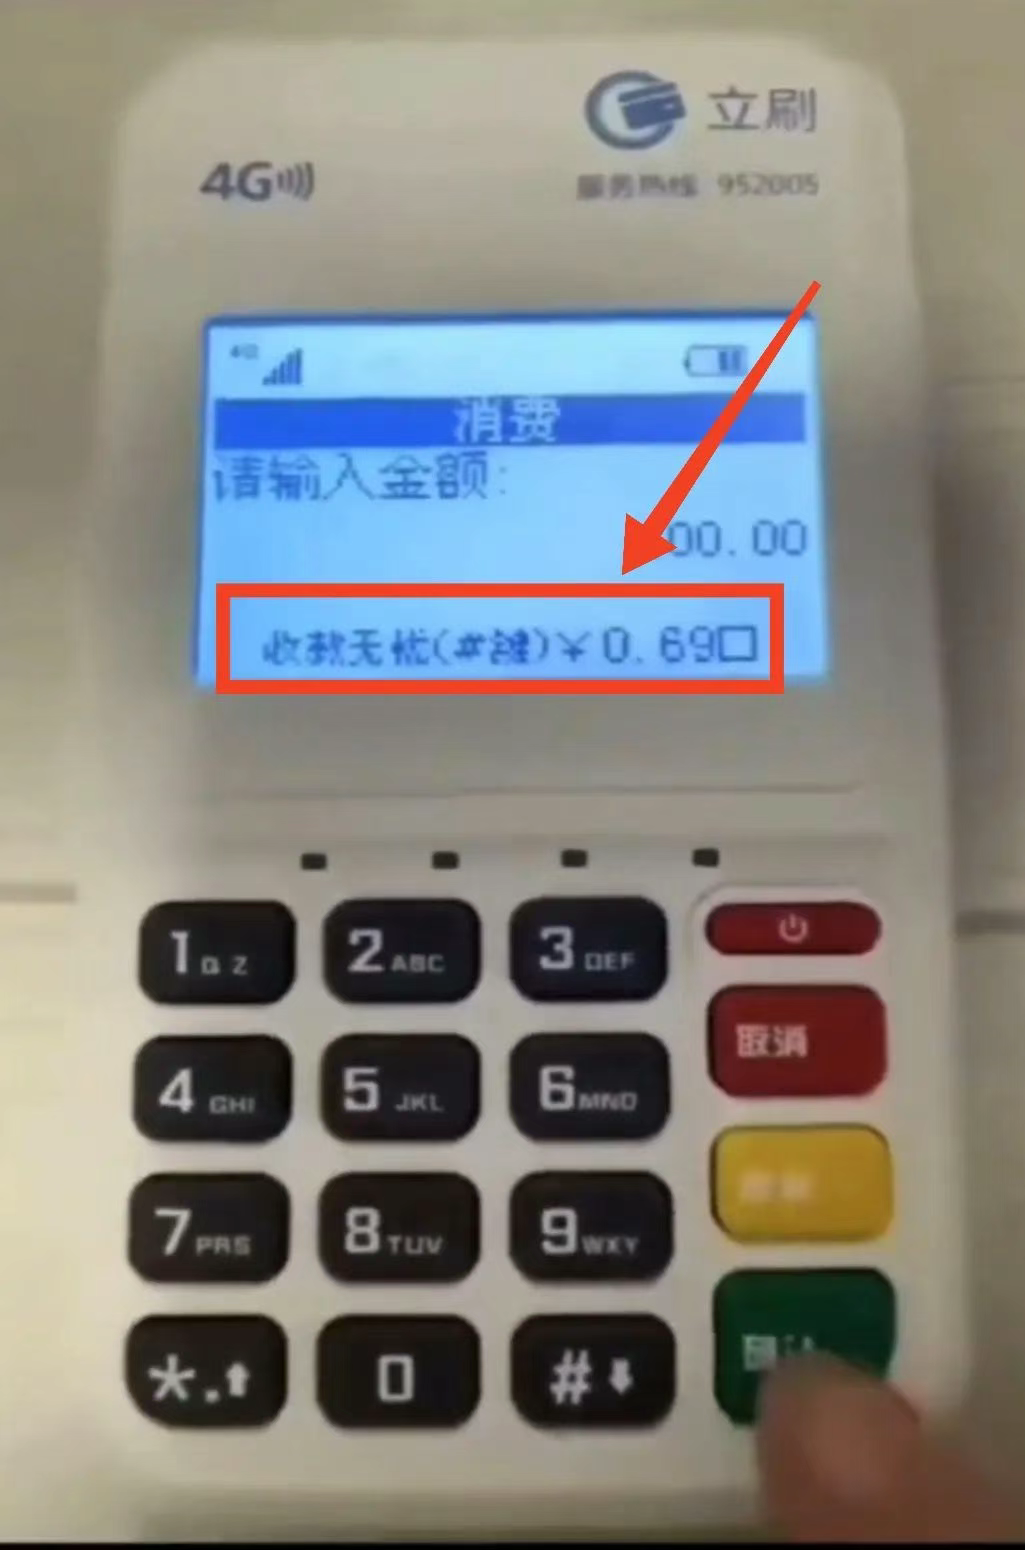 立刷
4G
服务热线 952005
4G
消费
请输入金额:
00.00
收款无忧(#键)¥0.69□
1 Q Z
2 ABC
3 DEF
取消
4 GHI
5 JKL
6 MNO
7 PRS
8 TUV
9 WXY
*.
0
#